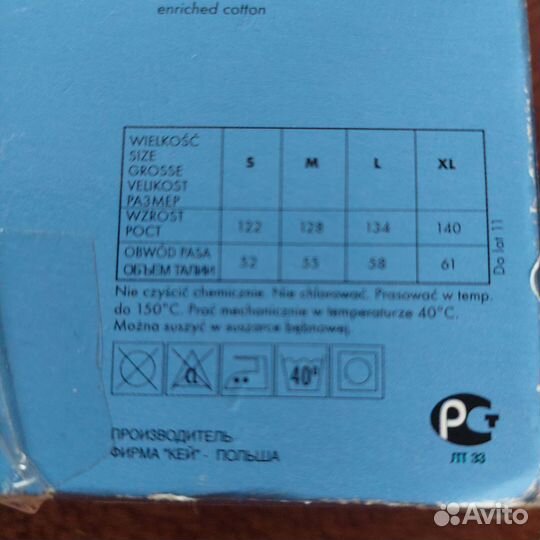 enriched cotton
WIELKOŚĆ
SIZE
GROSSE
VELIKOST
РАЗМЕР
S M L XL
WZROST
РОСТ
122 128 134 140
OBWÓD PASA
ОБЪЕМ ТАЛИИ
52 55 58 61
Do lat 11
Nie czyścić chemicznie. Nie chlorować. Prasować w temp.
do 150°C. Prać mechanicznie w temperaturze 40°C.
Można suszyć w suszarce bębnowej.
cl 40°
ПРОИЗВОДИТЕЛЬ
ФИРМА "КЕЙ" - ПОЛЬША
РСТ
ЛП 33
Avito